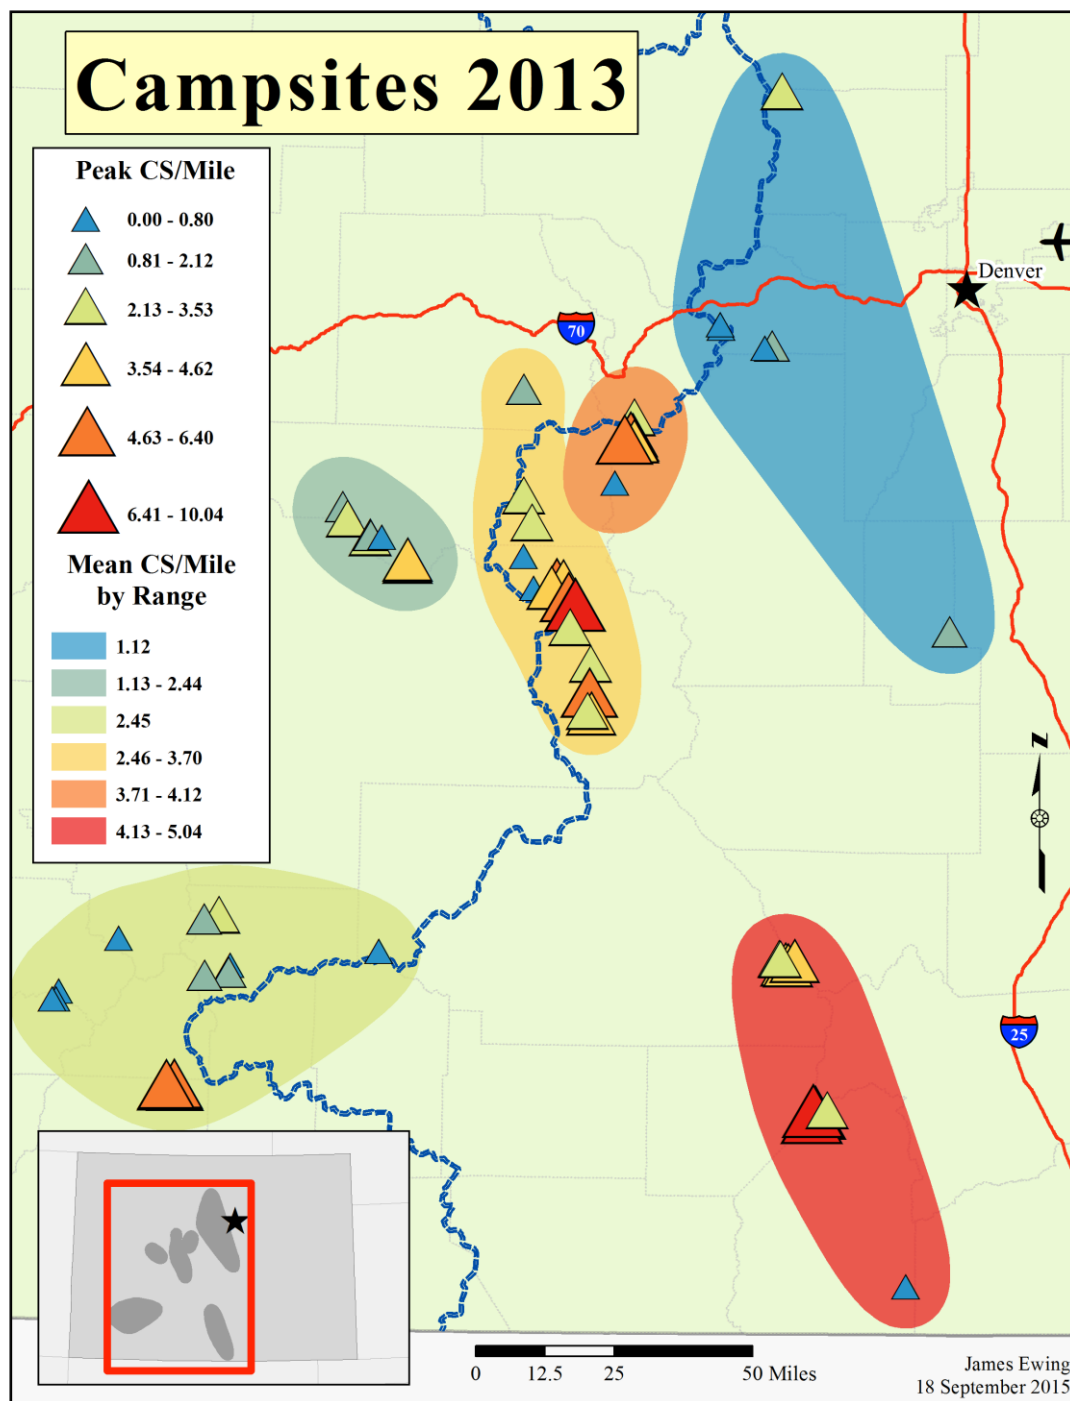 Campsites 2013
Peak CS/Mile
0.00 - 0.80
0.81 - 2.12
2.13 - 3.53
3.54 - 4.62
4.63 - 6.40
6.41 - 10.04
Mean CS/Mile
by Range
1.12
1.13 - 2.44
2.45
2.46 - 3.70
3.71 - 4.12
4.13 - 5.04
Denver
70
N
25
0 12.5 25 50 Miles
James Ewing
18 September 2015